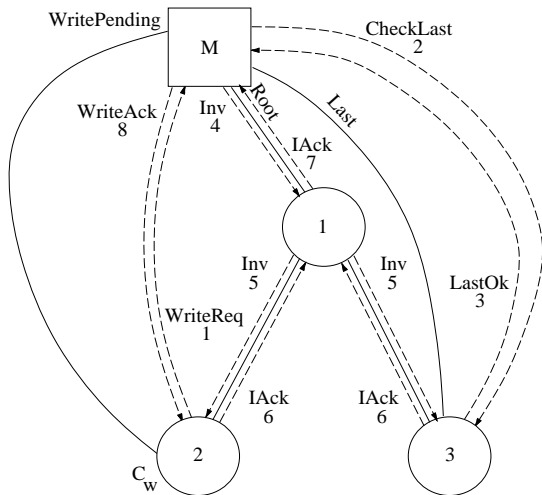 WritePending
CheckLast
2
M
WriteAck
8
Inv
4
Root
Last
IAck
7
1
Inv
5
Inv
5
LastOk
3
WriteReq
1
IAck
6
IAck
6
2
3
C_w